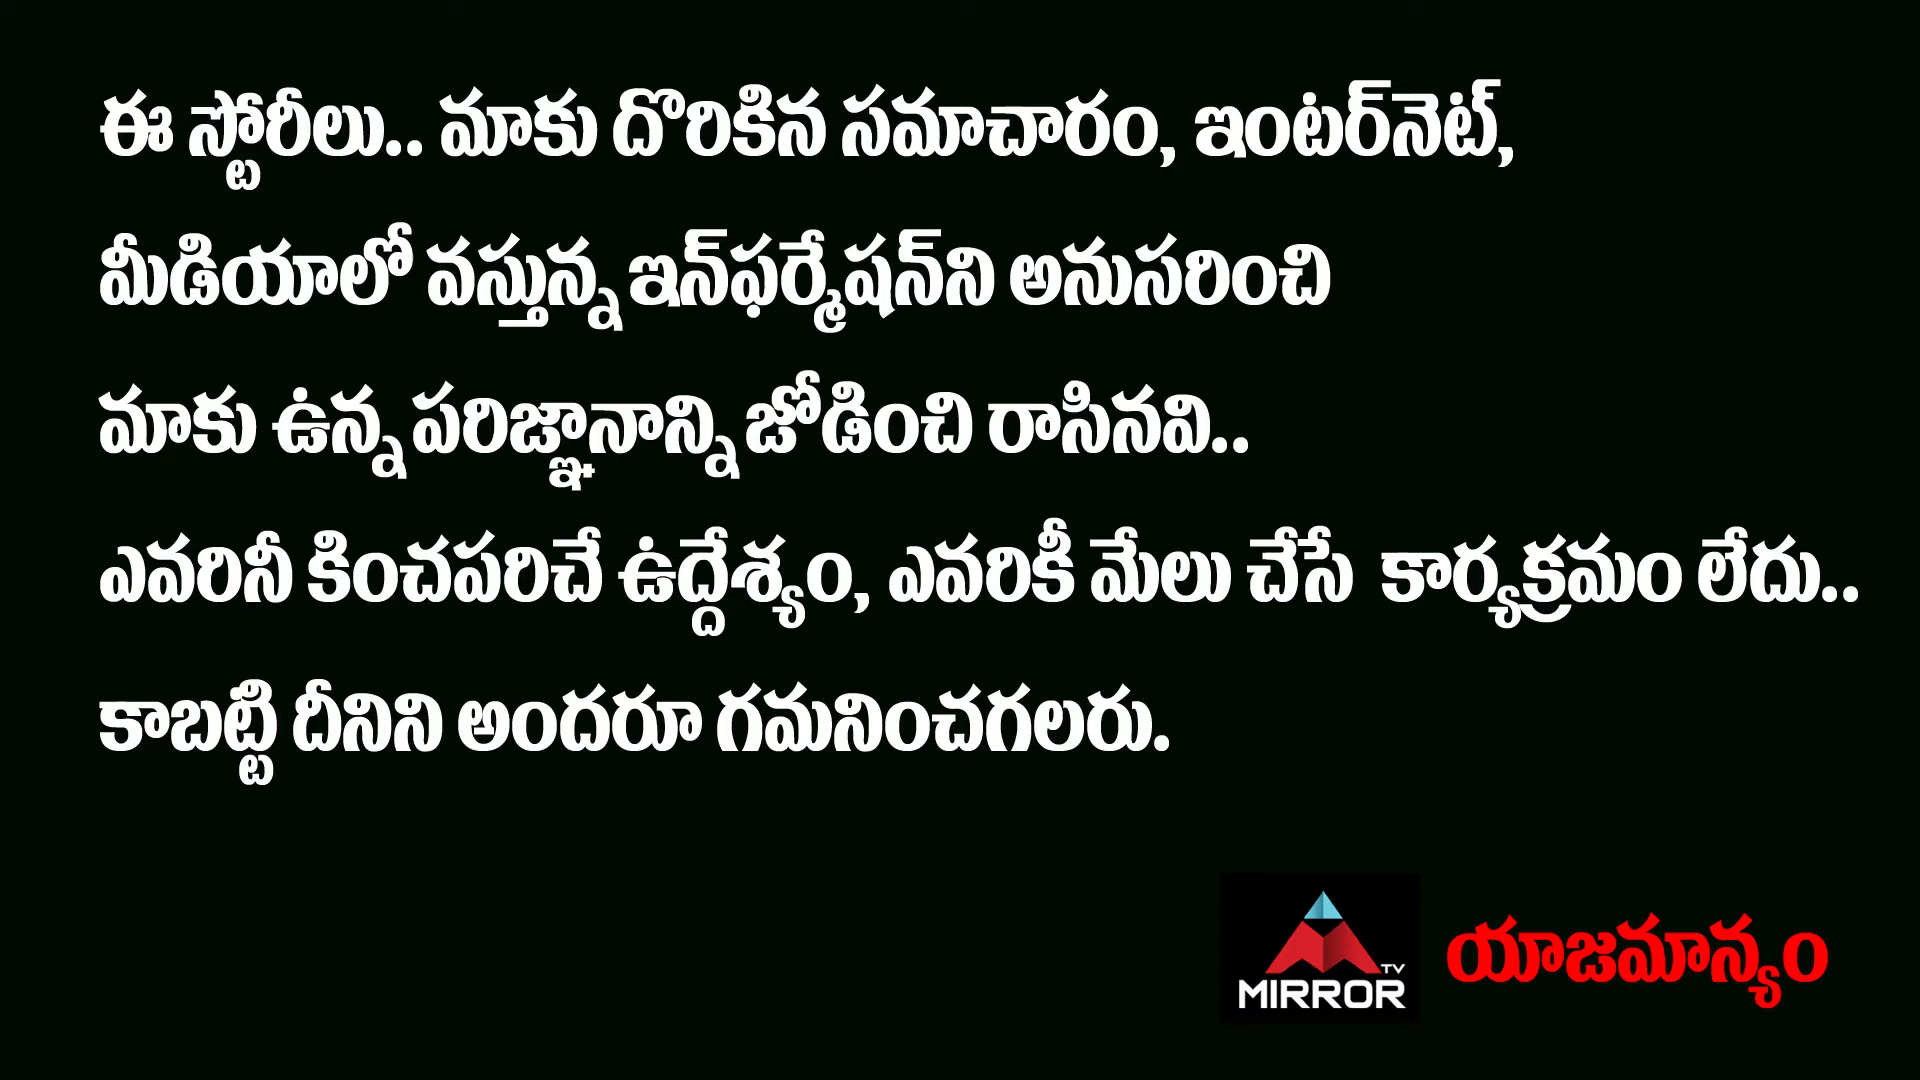 ఈ స్టోరీలు.. మాకు దొరికిన సమాచారం, ఇంటర్‌నెట్,
మీడియాలో వస్తున్న ఇన్‌ఫర్మేషన్‌ని అనుసరించి
మాకు ఉన్న పరిజ్ఞానాన్ని జోడించి రాసినవి..
ఎవరినీ కించపరిచే ఉద్దేశ్యం, ఎవరికీ మేలు చేసే కార్యక్రమం లేదు..
కాబట్టి దీనిని అందరూ గమనించగలరు.
TV
MIRROR
యాజమాన్యం